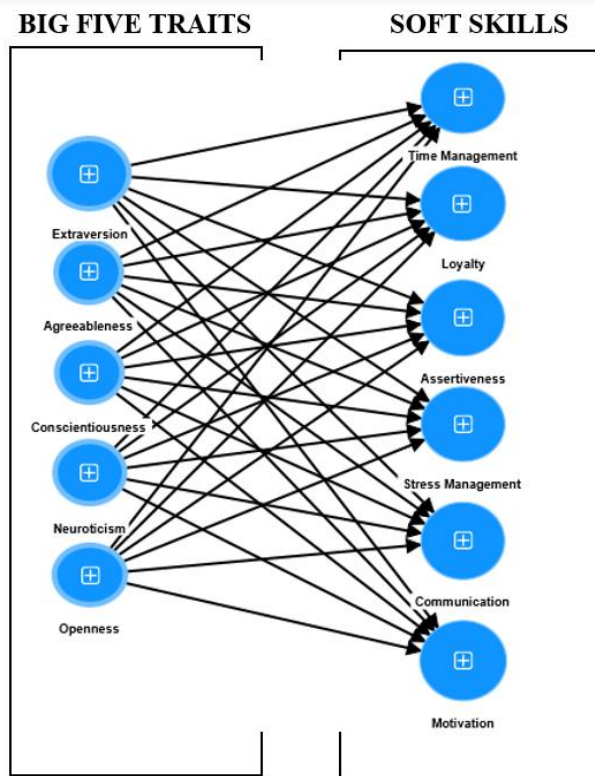 BIG FIVE TRAITS
SOFT SKILLS
Extraversion
Agreeableness
Conscientiousness
Neuroticism
Openness
Time Management
Loyalty
Assertiveness
Stress Management
Communication
Motivation